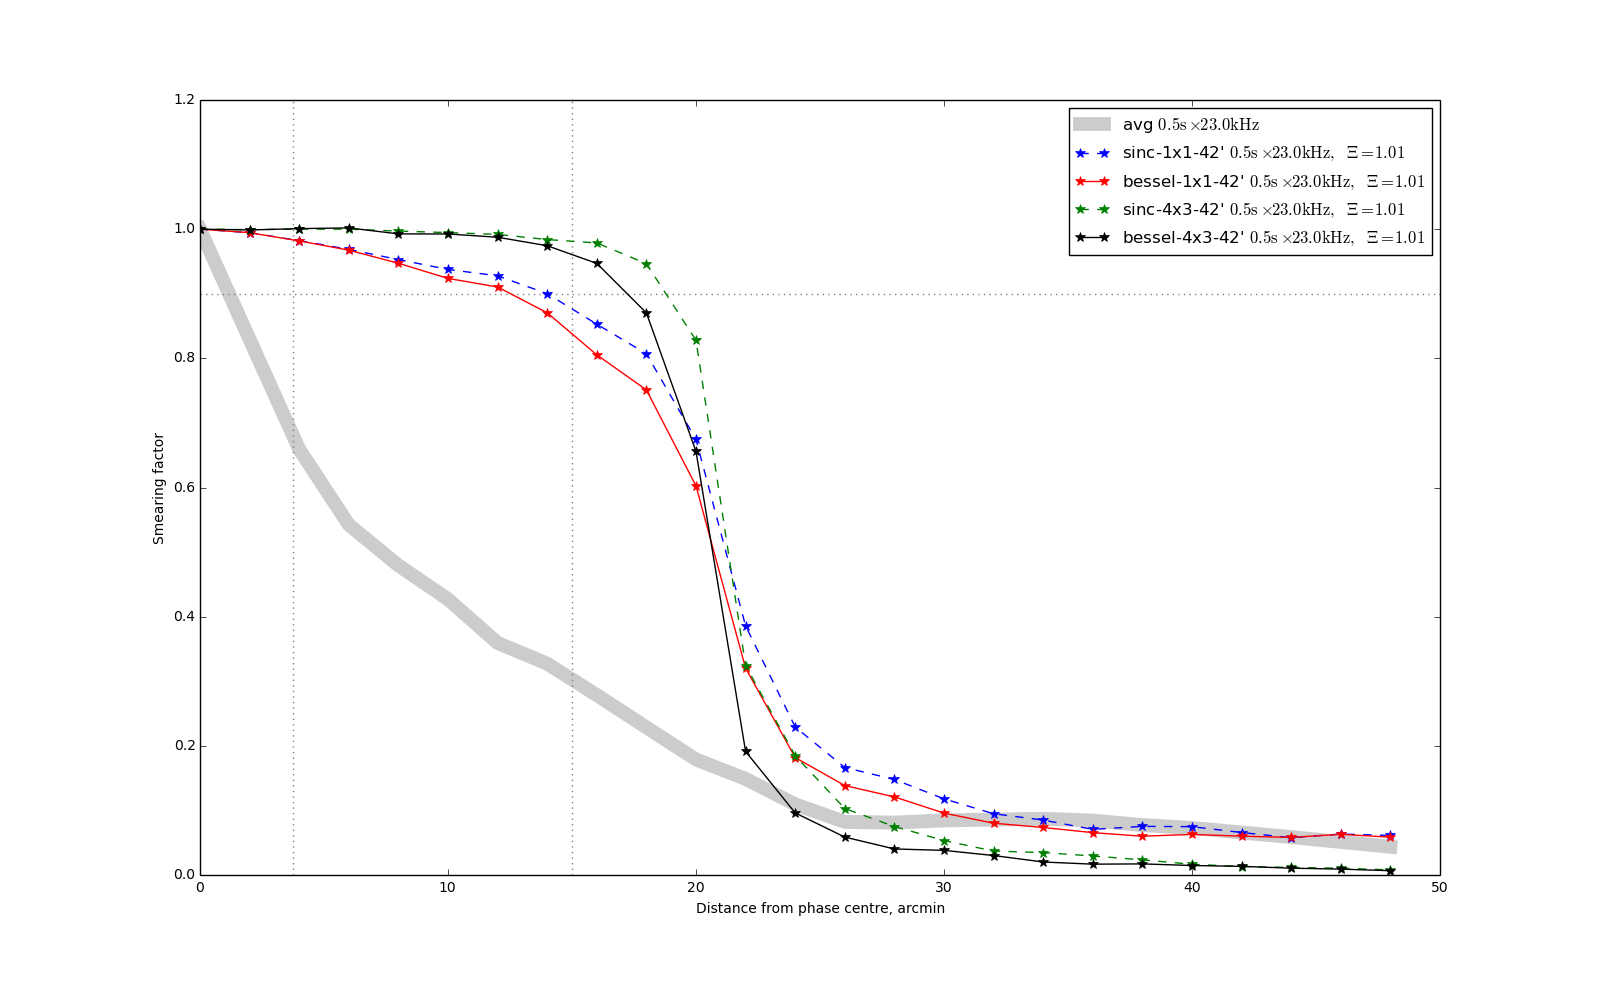 1.2
1.0
0.8
0.6
0.4
0.2
0.0
Smearing factor
avg 0.5s×23.0kHz
sinc-1x1-42' 0.5s×23.0kHz, Ξ=1.01
bessel-1x1-42' 0.5s×23.0kHz, Ξ=1.01
sinc-4x3-42' 0.5s×23.0kHz, Ξ=1.01
bessel-4x3-42' 0.5s×23.0kHz, Ξ=1.01
0 10 20 30 40 50
Distance from phase centre, arcmin